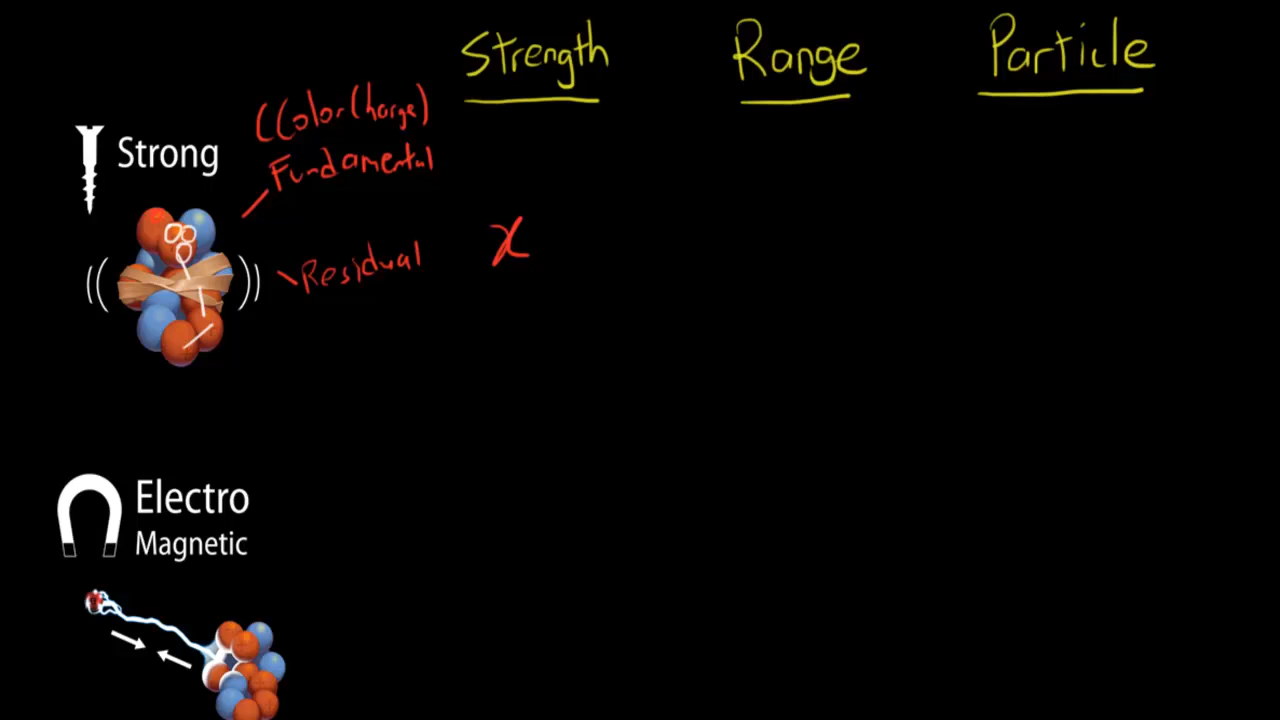 Strength Range Particle
(Color Charge)
Strong
Fundamental
Residual x
Electro
Magnetic